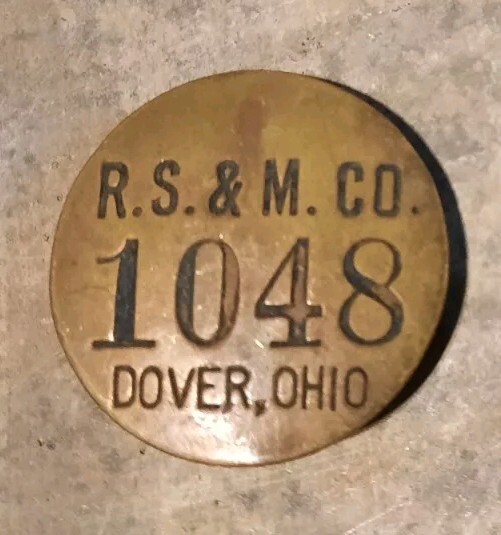 R.S.& M. CO.
1048
DOVER, OHIO